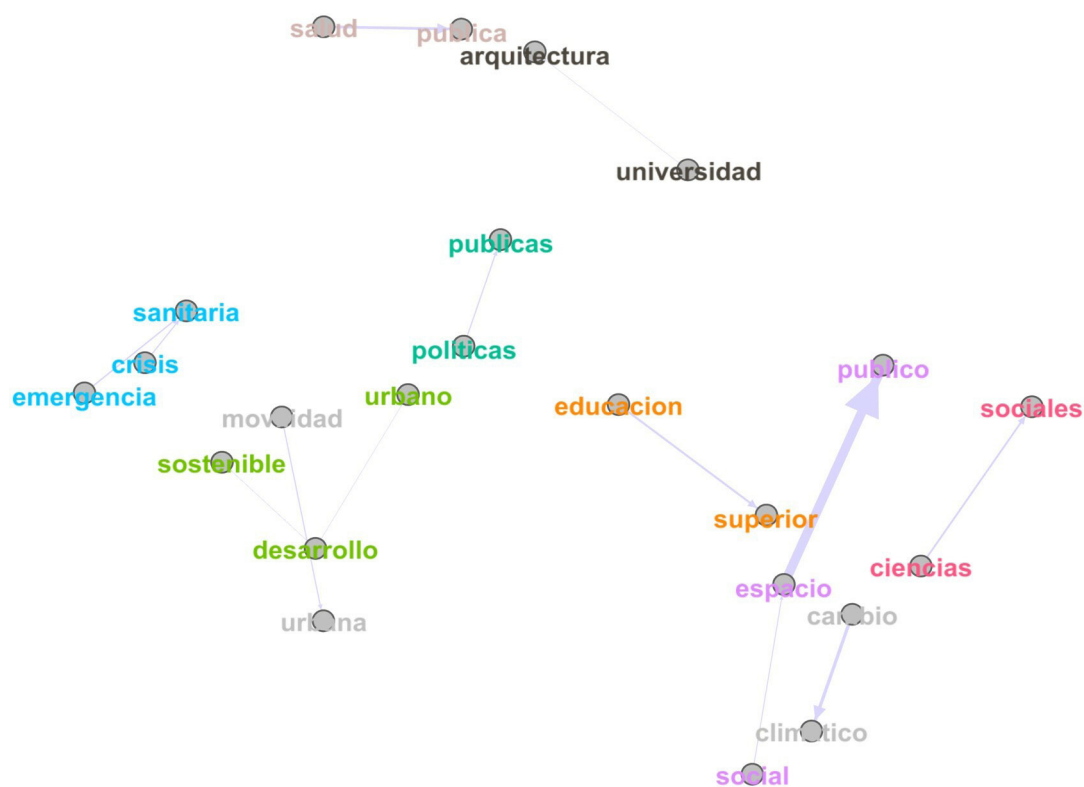 salud
publica
arquitectura
universidad
publicas
sanitaria
politicas
crisis
publico
emergencia
urbano
educacion
sociales
movilidad
sostenible
superior
desarrollo
ciencias
espacio
cambio
urbana
climatico
social